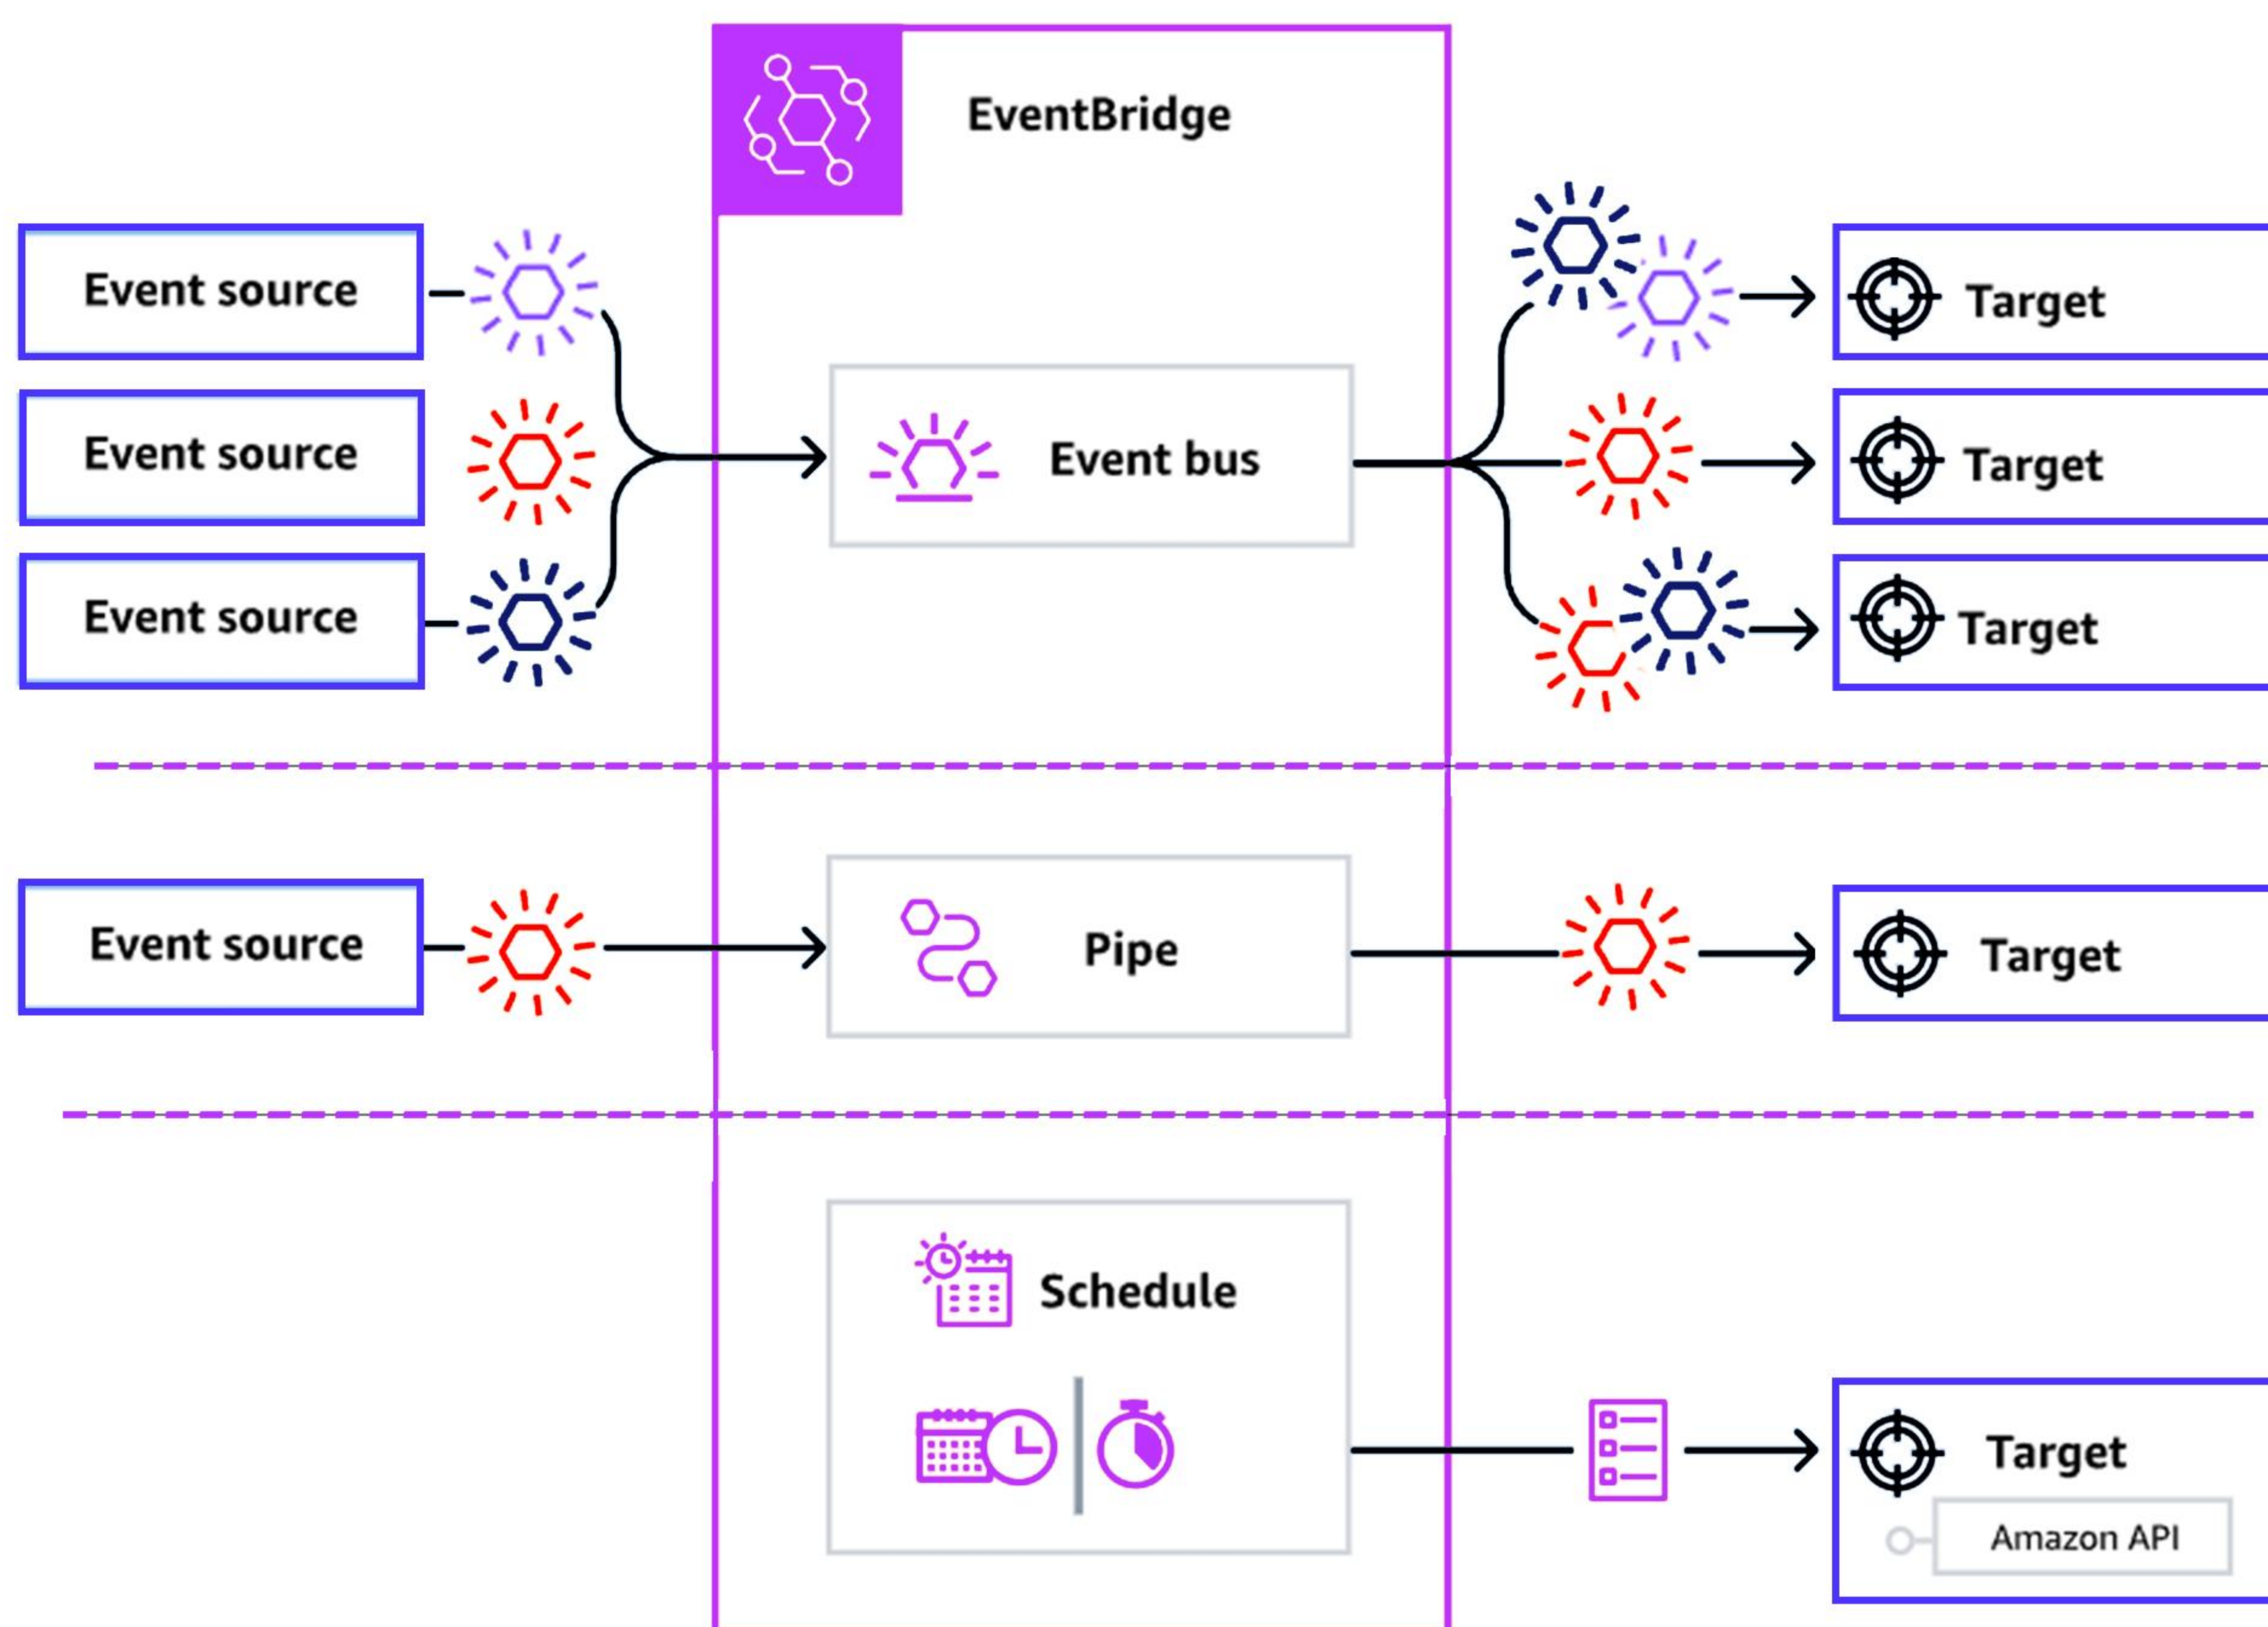 EventBridge
Event source
Target
Event source
Event bus
Target
Event source
Target
Event source
Pipe
Target
Schedule
Target
Amazon API